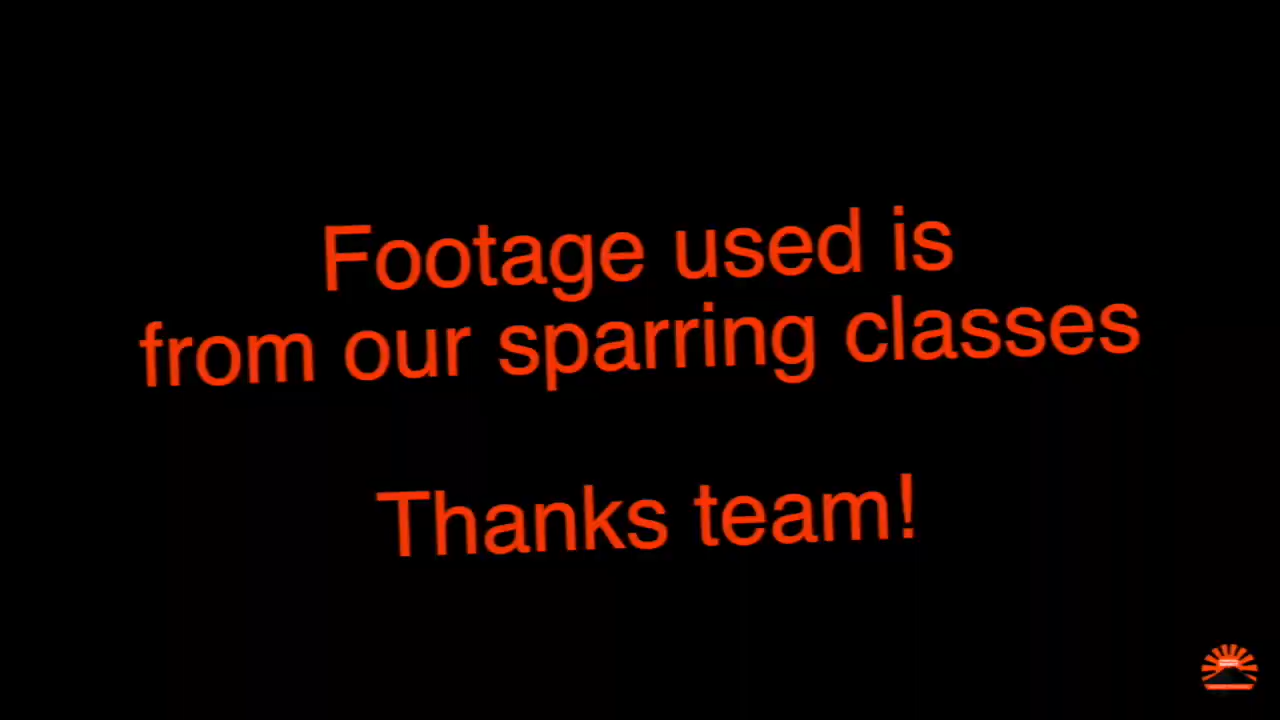 Footage used is
from our sparring classes
Thanks team!